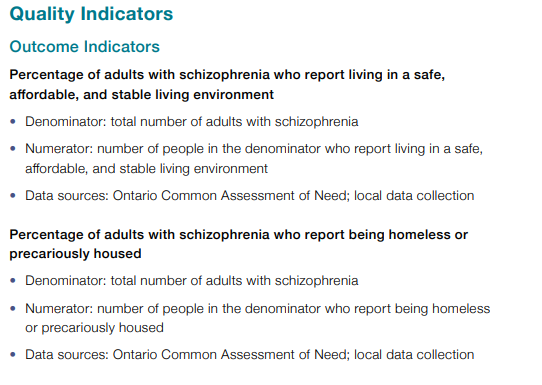 Quality Indicators
Outcome Indicators
Percentage of adults with schizophrenia who report living in a safe,
affordable, and stable living environment
• Denominator: total number of adults with schizophrenia
• Numerator: number of people in the denominator who report living in a safe,
affordable, and stable living environment
• Data sources: Ontario Common Assessment of Need; local data collection
Percentage of adults with schizophrenia who report being homeless or
precariously housed
• Denominator: total number of adults with schizophrenia
• Numerator: number of people in the denominator who report being homeless
or precariously housed
• Data sources: Ontario Common Assessment of Need; local data collection